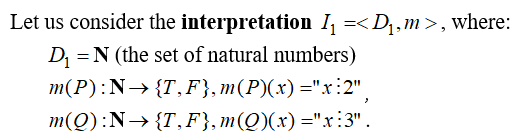 Let us consider the interpretation I₁ =< D₁, m >, where:
D₁ = N (the set of natural numbers)
m(P) : N → {T, F}, m(P)(x) ="x⋮2" ,
m(Q) : N → {T, F}, m(Q)(x) ="x⋮3" .